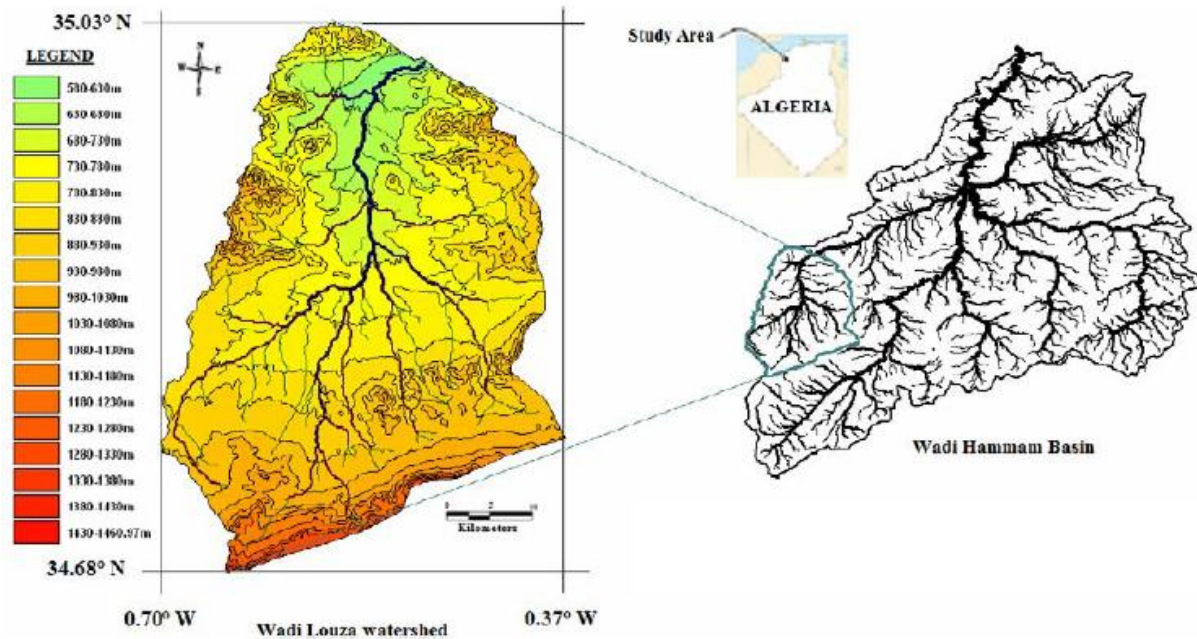 35.03° N
LEGEND
580-630m
630-680m
680-730m
730-780m
780-830m
830-880m
880-930m
930-980m
980-1030m
1030-1080m
1080-1130m
1130-1180m
1180-1230m
1230-1280m
1280-1330m
1330-1380m
1380-1430m
1430-1460.97m
N
W E
S
0 2
Kilometers
34.68° N
0.70° W
0.37° W
Wadi Louza watershed
Study Area
ALGERIA
Wadi Hammam Basin